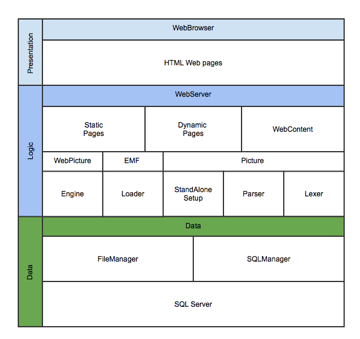 WebBrowser
Presentation
HTML Web pages
WebServer
Logic
Static
Pages
Dynamic
Pages
WebContent
WebPicture
EMF
Picture
Engine
Loader
StandAlone
Setup
Parser
Lexer
Data
Data
FileManager
SQLManager
SQL Server